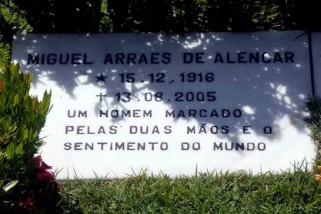 MIGUEL ARRAES DE ALENCAR
★ 15.12.1916
† 13.08.2005
UM HOMEM MARCADO
PELAS DUAS MÃOS E O
SENTIMENTO DO MUNDO